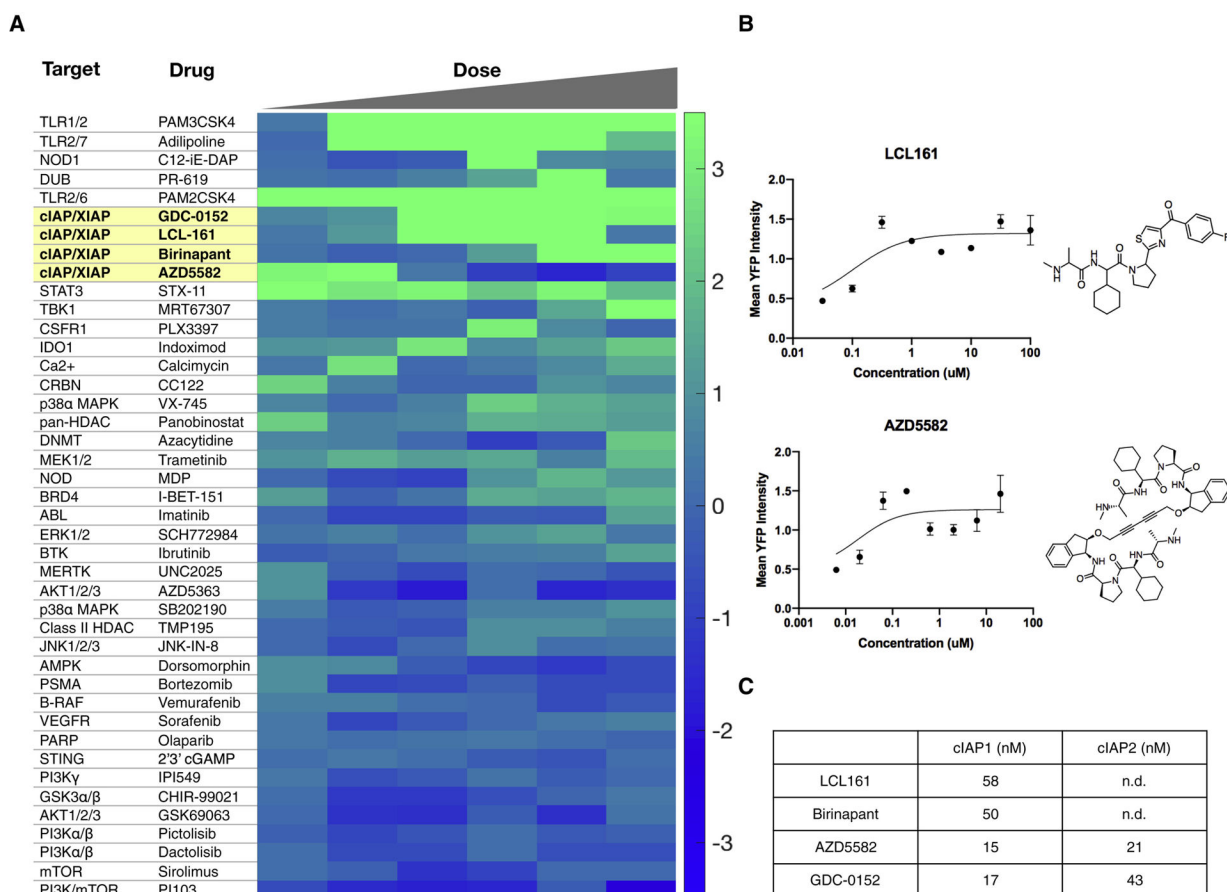 A
Target Drug Dose
TLR1/2 PAM3CSK4
TLR2/7 Adilipoline
NOD1 C12-iE-DAP
DUB PR-619
TLR2/6 PAM2CSK4
cIAP/XIAP GDC-0152
cIAP/XIAP LCL-161
cIAP/XIAP Birinapant
cIAP/XIAP AZD5582
STAT3 STX-11
TBK1 MRT67307
CSFR1 PLX3397
IDO1 Indoximod
Ca2+ Calcimycin
CRBN CC122
p38α MAPK VX-745
pan-HDAC Panobinostat
DNMT Azacytidine
MEK1/2 Trametinib
NOD MDP
BRD4 I-BET-151
ABL Imatinib
ERK1/2 SCH772984
BTK Ibrutinib
MERTK UNC2025
AKT1/2/3 AZD5363
p38α MAPK SB202190
Class II HDAC TMP195
JNK1/2/3 JNK-IN-8
AMPK Dorsomorphin
PSMA Bortezomib
B-RAF Vemurafenib
VEGFR Sorafenib
PARP Olaparib
STING 2'3' cGAMP
PI3Kγ IPI549
GSK3α/β CHIR-99021
AKT1/2/3 GSK69063
PI3Kα/β Pictolisib
PI3Kα/β Dactolisib
mTOR Sirolimus
PI3K/mTOR PI103
3
2
1
0
-1
-2
-3
B
LCL161
Mean YFP Intensity
2.0
1.5
1.0
0.5
0.0
0.01 0.1 1 10 100
Concentration (uM)
O
S
N
F
H
N
O
N
H
O
N
AZD5582
Mean YFP Intensity
2.0
1.5
1.0
0.5
0.0
0.001 0.01 0.1 1 10 100
Concentration (uM)
C
cIAP1 (nM) cIAP2 (nM)
LCL161 58 n.d.
Birinapant 50 n.d.
AZD5582 15 21
GDC-0152 17 43